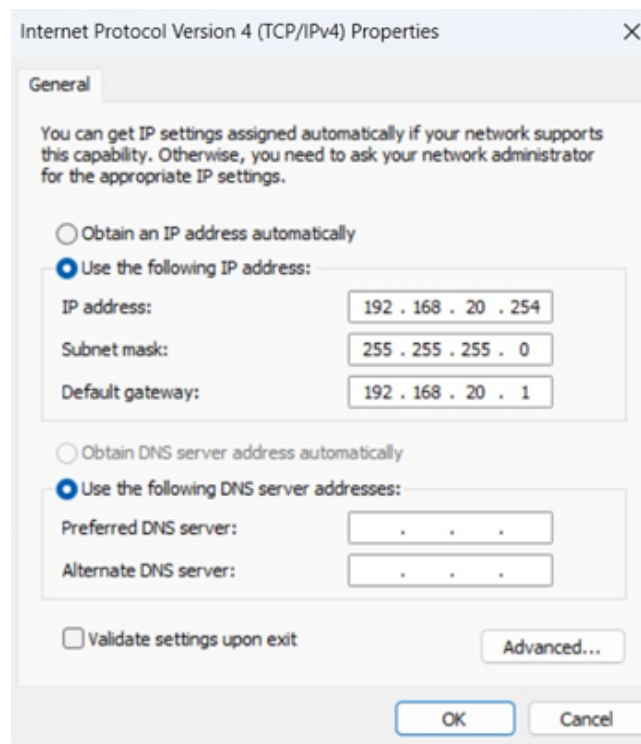 Internet Protocol Version 4 (TCP/IPv4) Properties
General
You can get IP settings assigned automatically if your network supports
this capability. Otherwise, you need to ask your network administrator
for the appropriate IP settings.
Obtain an IP address automatically
Use the following IP address:
IP address: 192 . 168 . 20 . 254
Subnet mask: 255 . 255 . 255 . 0
Default gateway: 192 . 168 . 20 . 1
Obtain DNS server address automatically
Use the following DNS server addresses:
Preferred DNS server: . . .
Alternate DNS server: . . .
Validate settings upon exit
Advanced...
OK Cancel